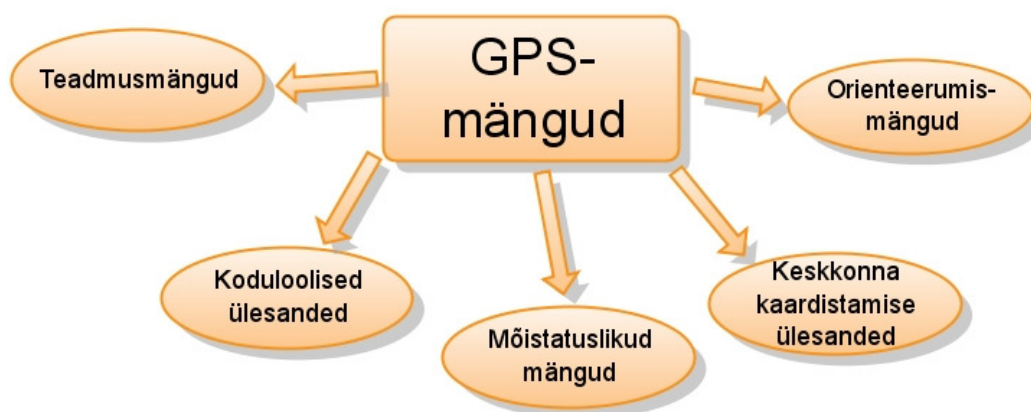 GPS-
mängud
Teadmusmängud
Orienteerumis-
mängud
Koduloolised
ülesanded
Mõistatuslikud
mängud
Keskkonna
kaardistamise
ülesanded